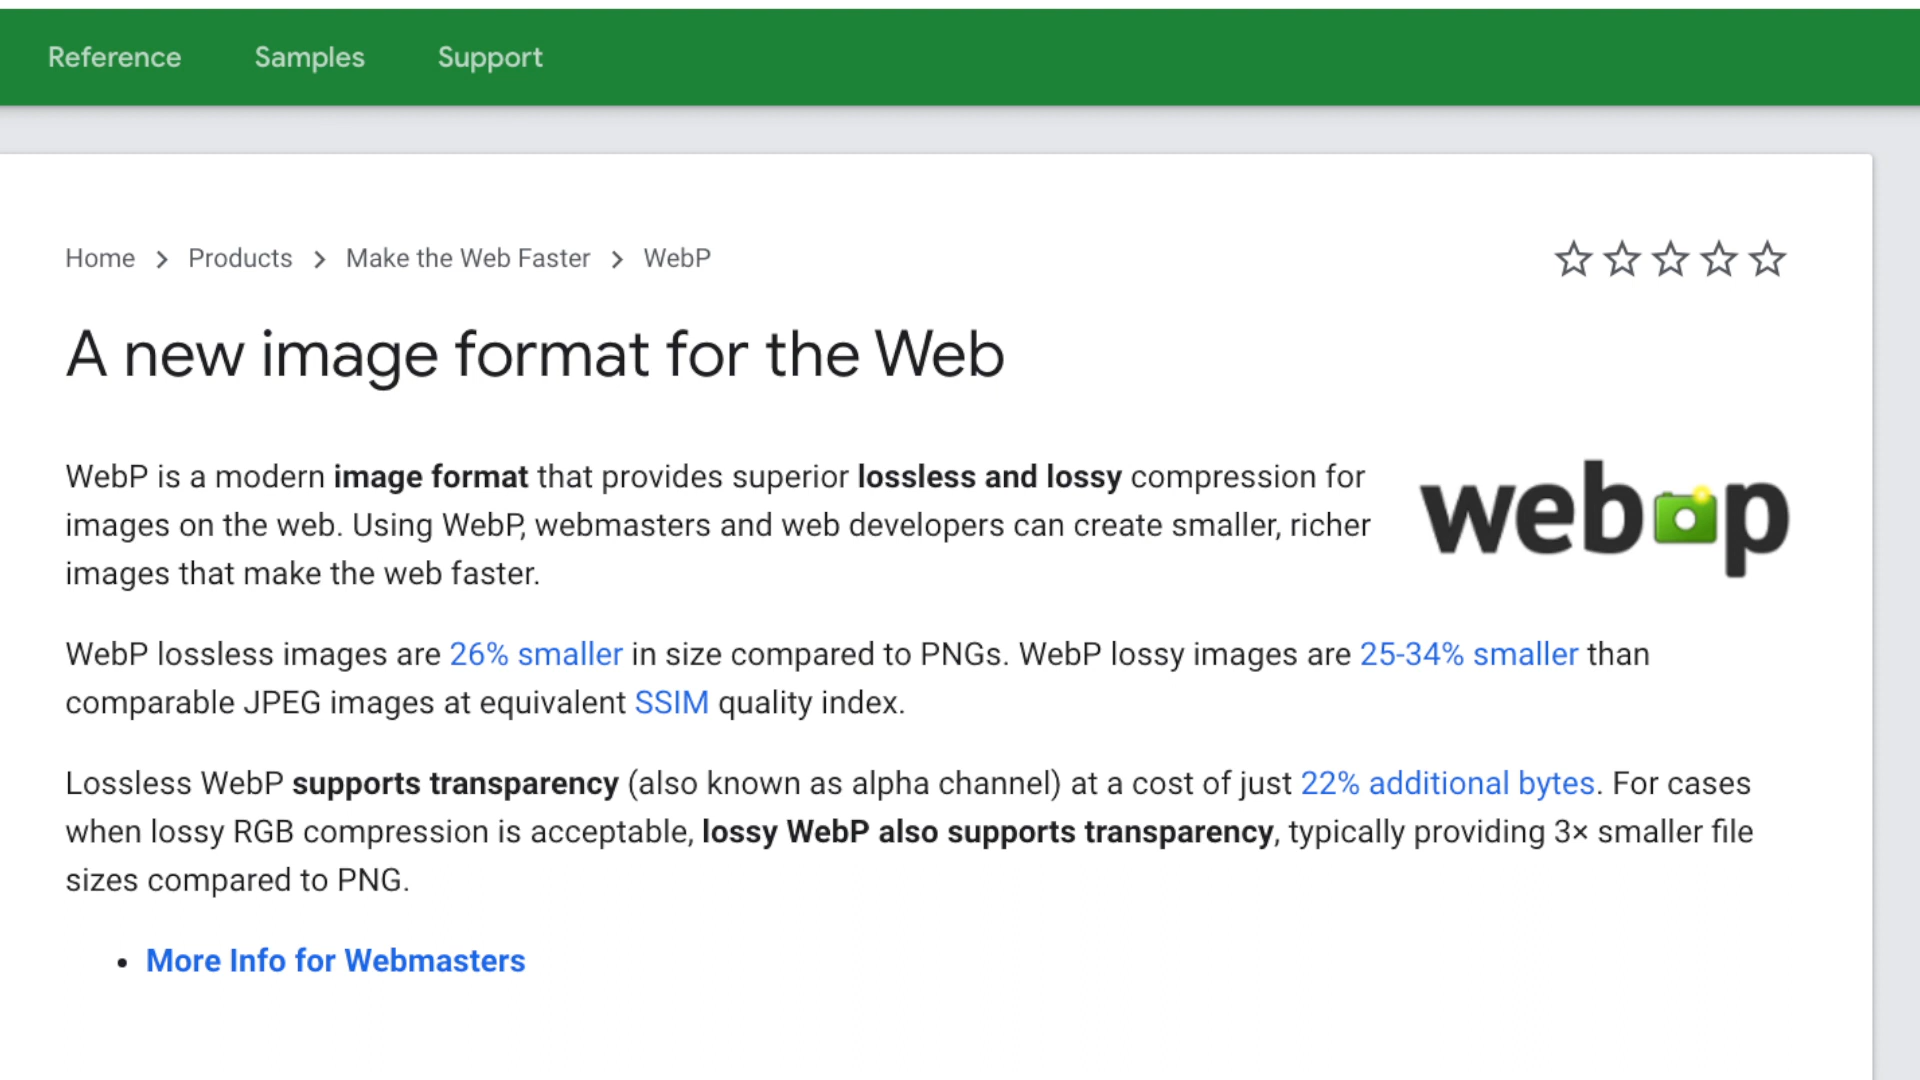 Reference Samples Support
Home > Products > Make the Web Faster > WebP
A new image format for the Web
WebP is a modern image format that provides superior lossless and lossy compression for
images on the web. Using WebP, webmasters and web developers can create smaller, richer
images that make the web faster.
webp
WebP lossless images are 26% smaller in size compared to PNGs. WebP lossy images are 25-34% smaller than
comparable JPEG images at equivalent SSIM quality index.
Lossless WebP supports transparency (also known as alpha channel) at a cost of just 22% additional bytes. For cases
when lossy RGB compression is acceptable, lossy WebP also supports transparency, typically providing 3× smaller file
sizes compared to PNG.
• More Info for Webmasters